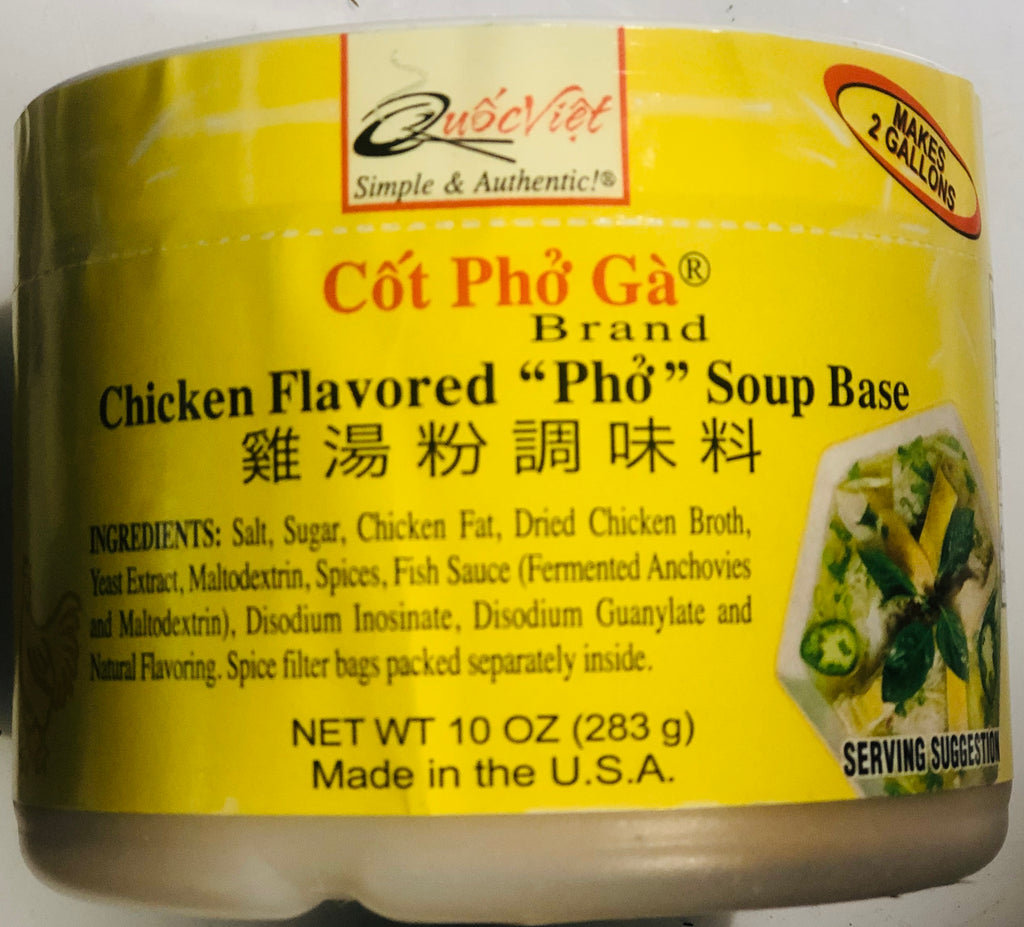 QuốcViệt
Simple & Authentic!®
MAKES
2 GALLONS
Cốt Phở Gà®
Brand
Chicken Flavored “Phở” Soup Base
雞湯粉調味料
INGREDIENTS: Salt, Sugar, Chicken Fat, Dried Chicken Broth,
Yeast Extract, Maltodextrin, Spices, Fish Sauce (Fermented Anchovies
and Maltodextrin), Disodium Inosinate, Disodium Guanylate and
Natural Flavoring. Spice filter bags packed separately inside.
NET WT 10 OZ (283 g)
Made in the U.S.A.
SERVING SUGGESTION